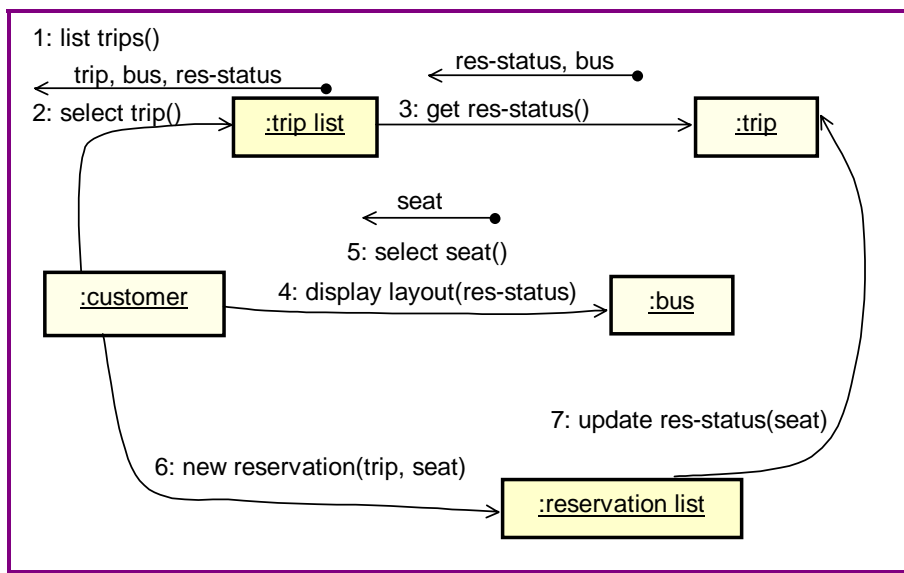 1: list trips()
trip, bus, res-status
res-status, bus
2: select trip()
:trip list
3: get res-status()
:trip
seat
5: select seat()
:customer
4: display layout(res-status)
:bus
7: update res-status(seat)
6: new reservation(trip, seat)
:reservation list